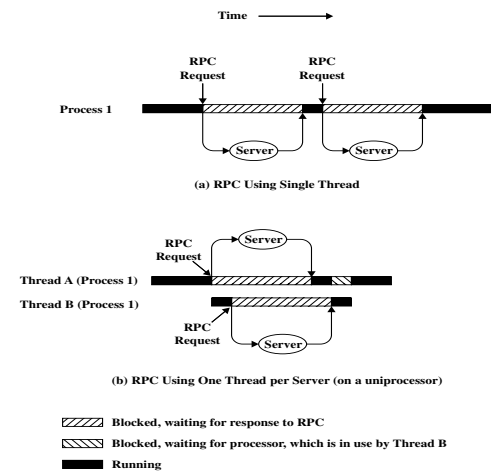 Time
RPC
Request
RPC
Request
Process 1
Server
Server
(a) RPC Using Single Thread
Server
RPC
Request
Thread A (Process 1)
Thread B (Process 1)
RPC
Request
Server
(b) RPC Using One Thread per Server (on a uniprocessor)
Blocked, waiting for response to RPC
Blocked, waiting for processor, which is in use by Thread B
Running